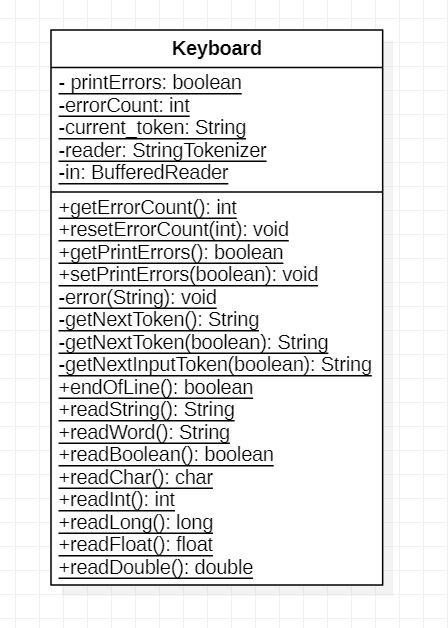 Keyboard
- printErrors: boolean
-errorCount: int
-current_token: String
-reader: StringTokenizer
-in: BufferedReader
+getErrorCount(): int
+resetErrorCount(int): void
+getPrintErrors(): boolean
+setPrintErrors(boolean): void
-error(String): void
-getNextToken(): String
-getNextToken(boolean): String
-getNextInputToken(boolean): String
+endOfLine(): boolean
+readString(): String
+readWord(): String
+readBoolean(): boolean
+readChar(): char
+readInt(): int
+readLong(): long
+readFloat(): float
+readDouble(): double